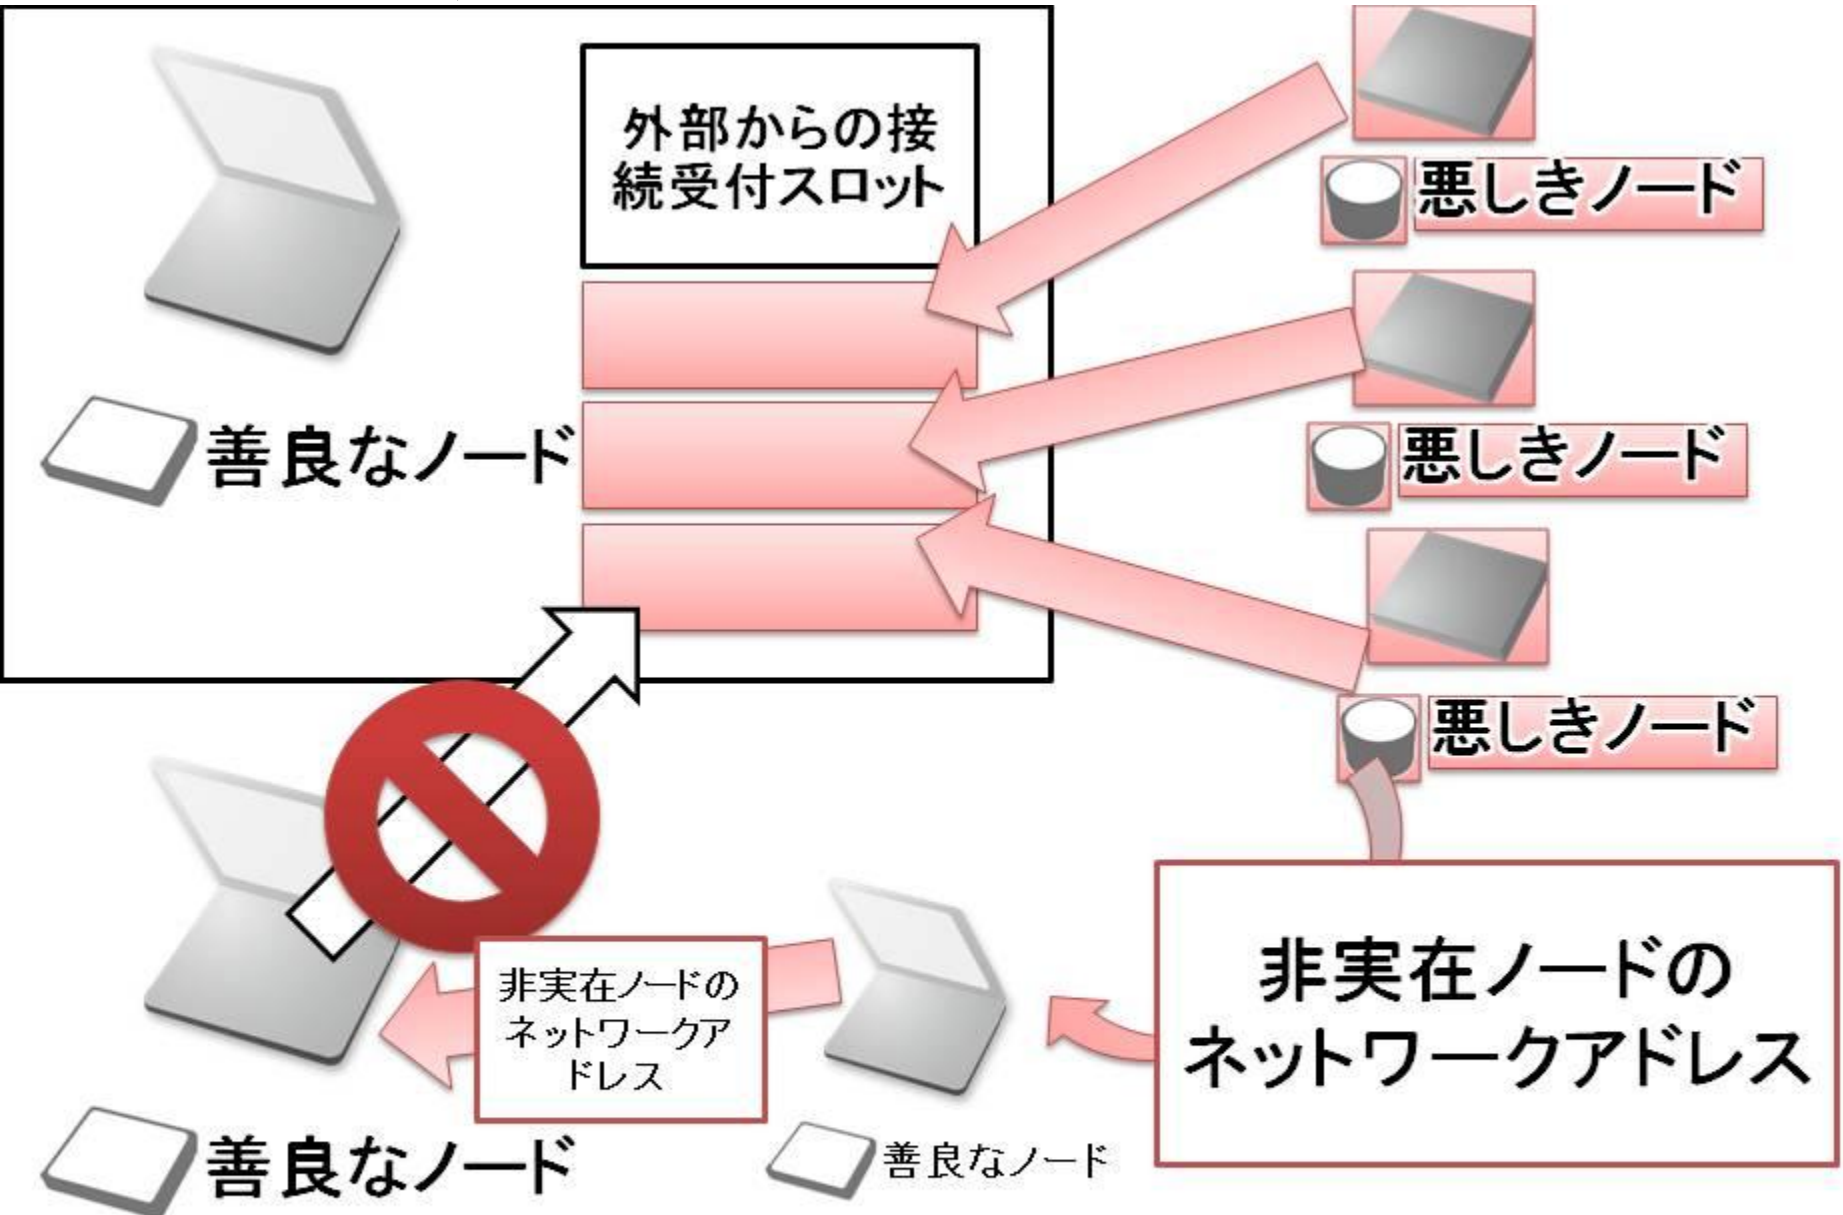 外部からの接
続受付スロット
悪しきノード
悪しきノード
善良なノード
悪しきノード
非実在ノードの
ネットワークアドレス
非実在ノードの
ネットワークア
ドレス
善良なノード
善良なノード